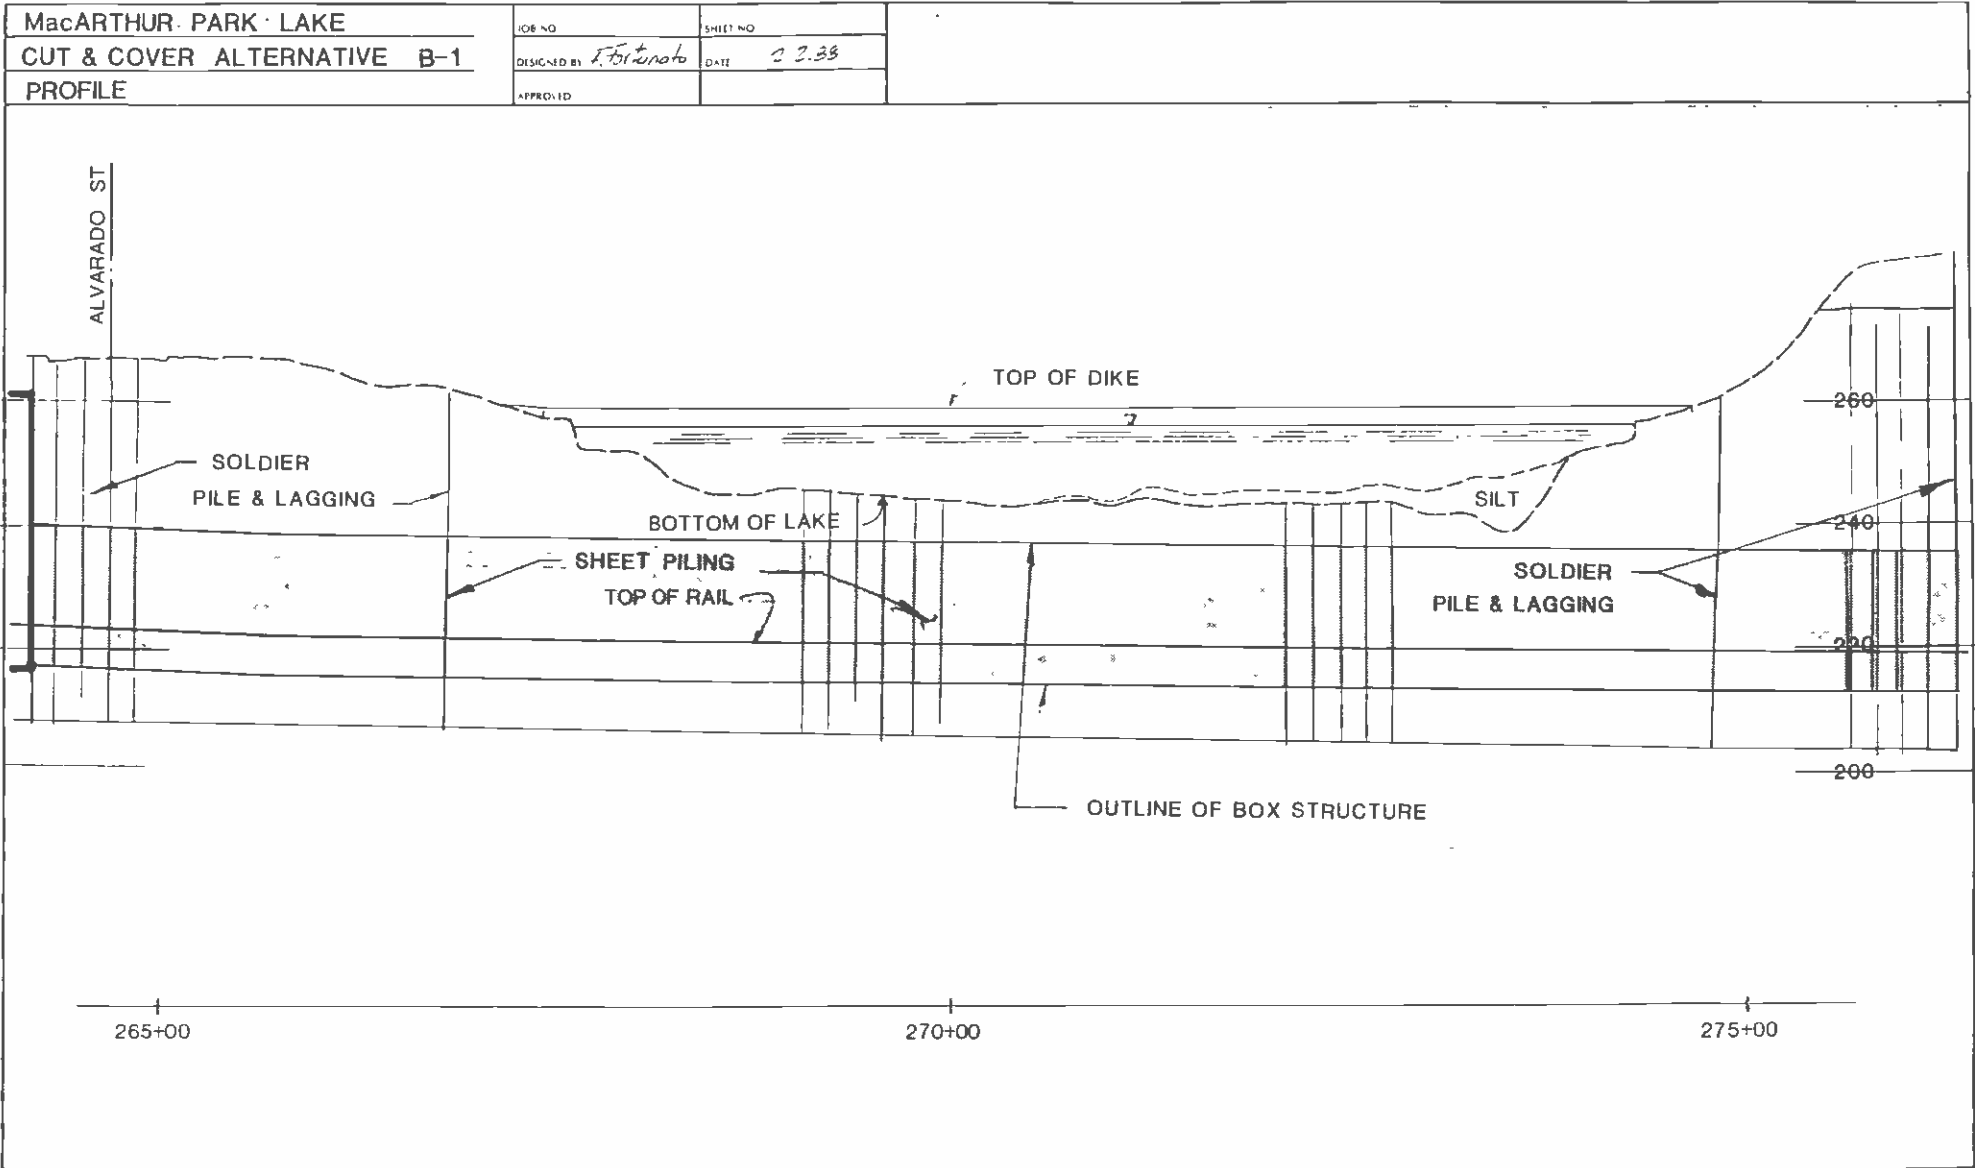 MacARTHUR PARK LAKE
CUT & COVER ALTERNATIVE B-1
PROFILE
JOB NO
SHEET NO
DESIGNED BY F. Fortunato
DATE
APPROVED
ALVARADO ST
TOP OF DIKE
260
SOLDIER
PILE & LAGGING
SILT
BOTTOM OF LAKE
240
SHEET PILING
TOP OF RAIL
SOLDIER
PILE & LAGGING
220
200
OUTLINE OF BOX STRUCTURE
265+00
270+00
275+00